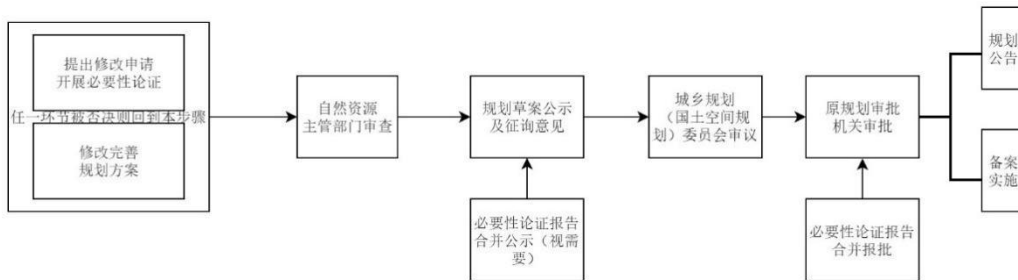 提出修改申请
开展必要性论证
任一环节被否决则回到本步骤
修改完善
规划方案
自然资源
主管部门审查
规划草案公示
及征询意见
必要性论证报告
合并公示（视需
要）
城乡规划
（国土空间规
划）委员会审议
原规划审批
机关审批
必要性论证报告
合并报批
规划
公告
备案
实施